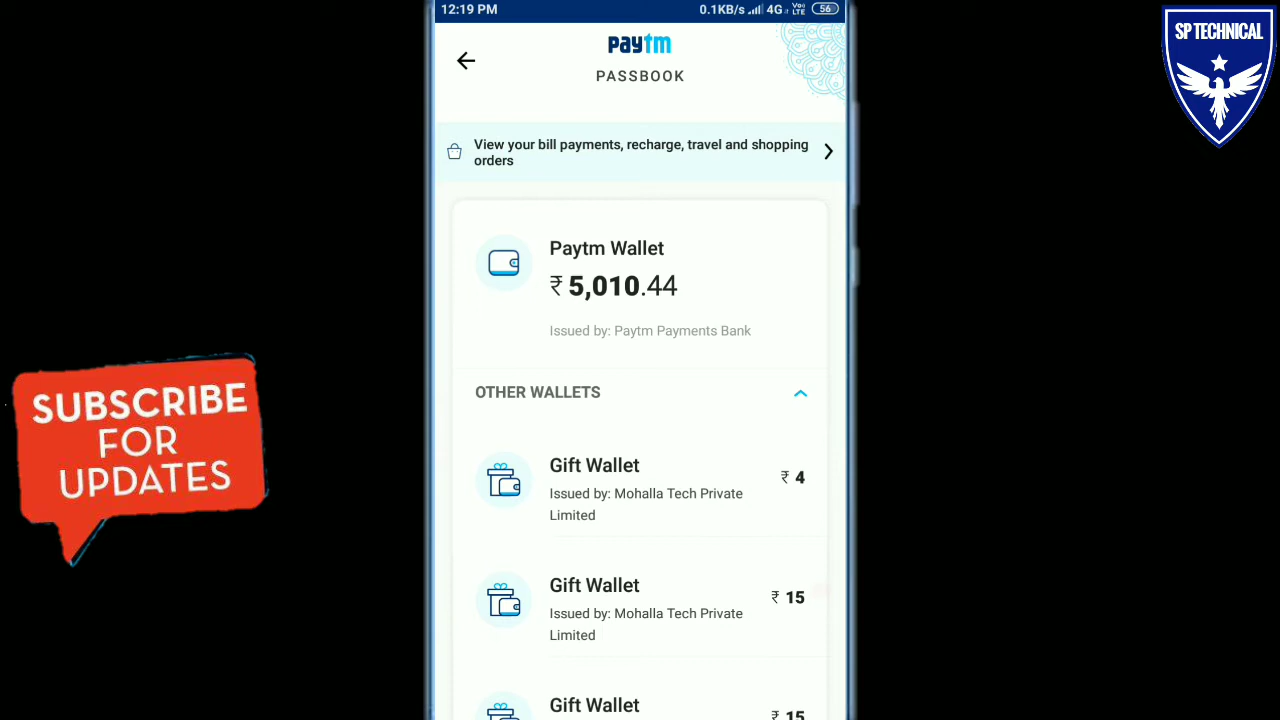 12:19 PM
0.1KB/s 4G Vo) LTE 56
SP TECHNICAL
paytm
PASSBOOK
View your bill payments, recharge, travel and shopping
orders
Paytm Wallet
₹ 5,010.44
Issued by: Paytm Payments Bank
OTHER WALLETS
SUBSCRIBE
FOR
UPDATES
Gift Wallet
₹ 4
Issued by: Mohalla Tech Private
Limited
Gift Wallet
₹ 15
Issued by: Mohalla Tech Private
Limited
Gift Wallet
₹ 15